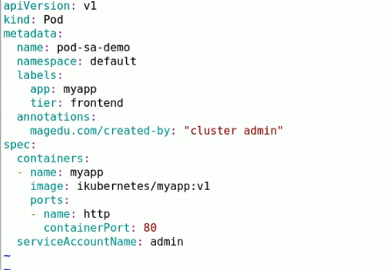 apiVersion: v1
kind: Pod
metadata:
  name: pod-sa-demo
  namespace: default
  labels:
    app: myapp
    tier: frontend
  annotations:
    magedu.com/created-by: "cluster admin"
spec:
  containers:
  - name: myapp
    image: ikubernetes/myapp:v1
    ports:
    - name: http
      containerPort: 80
  serviceAccountName: admin
~
~